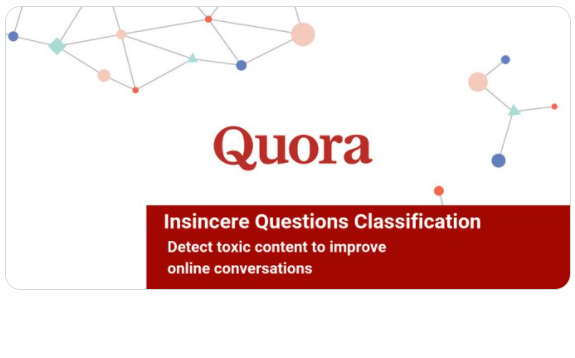 Quora
Insincere Questions Classification
Detect toxic content to improve
online conversations